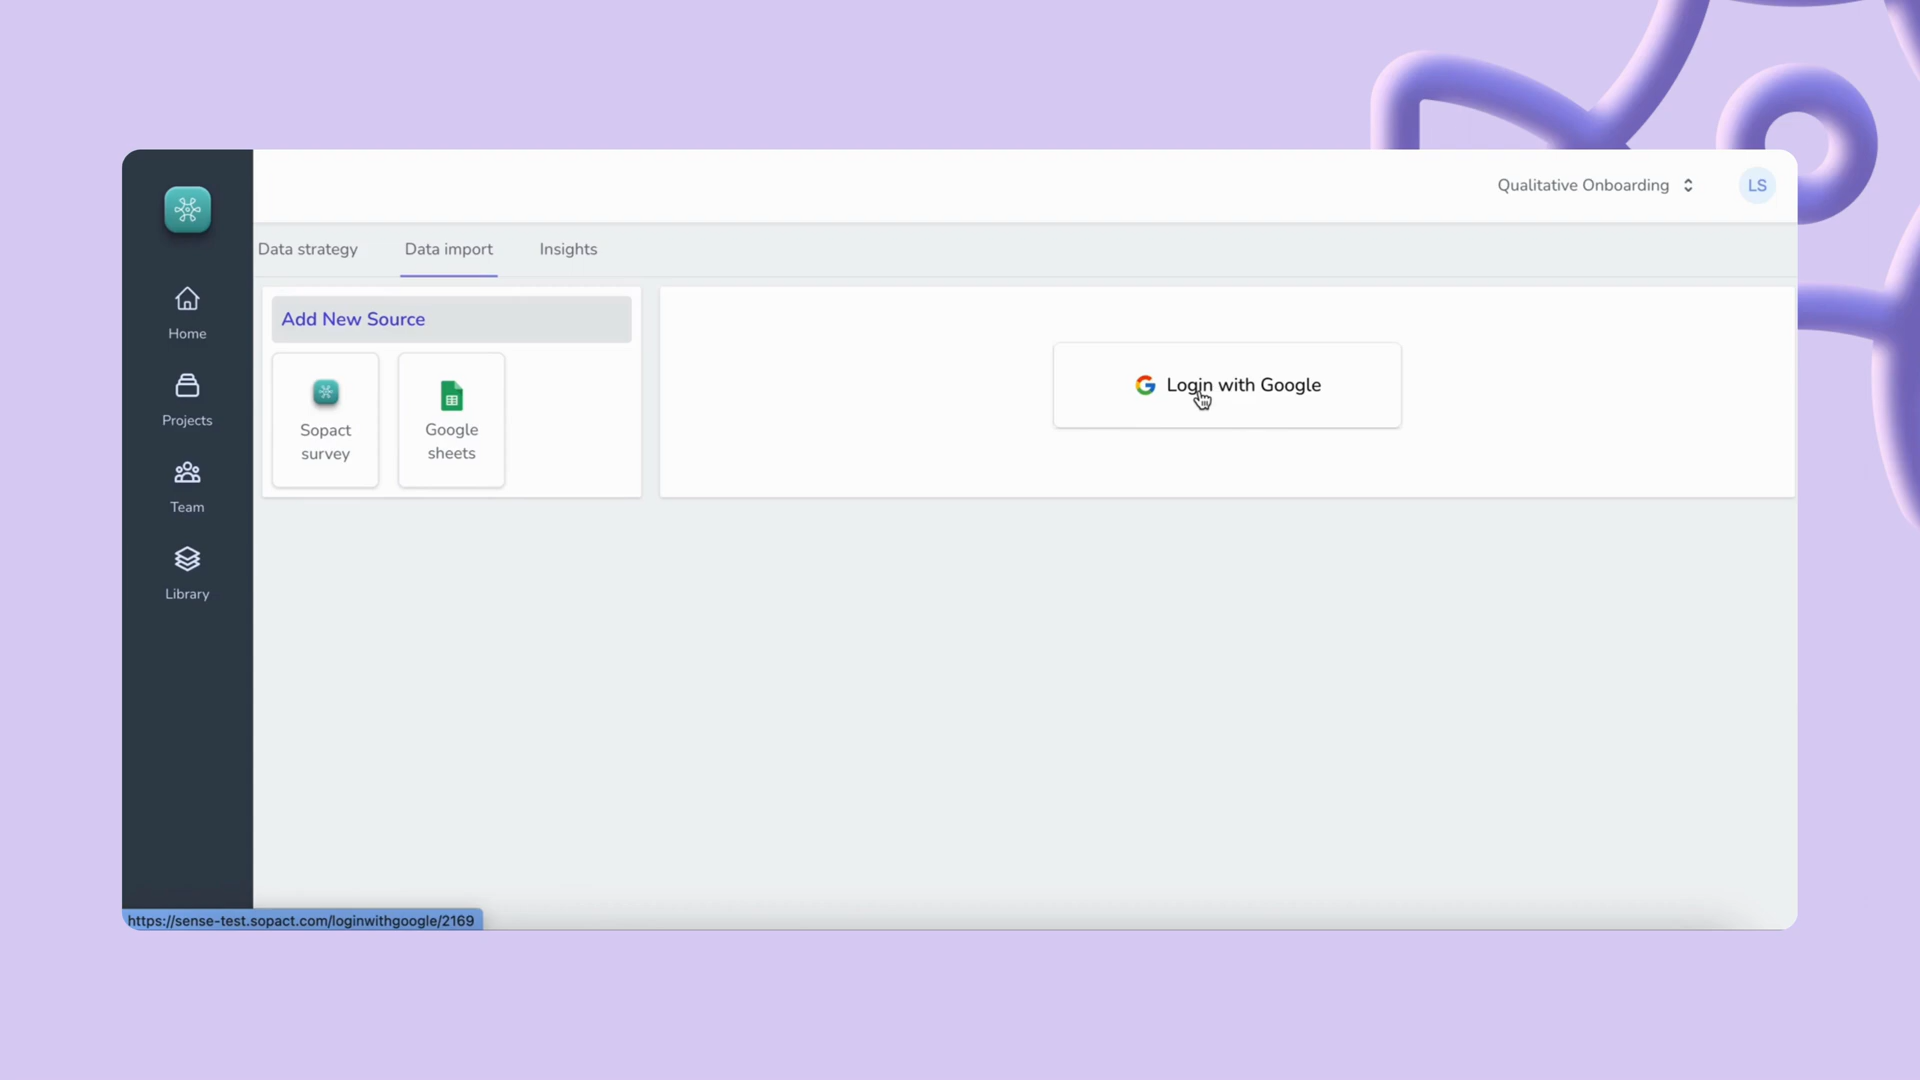 Qualitative Onboarding
LS
Data strategy
Data import
Insights
Home
Projects
Team
Library
Add New Source
Sopact
survey
Google
sheets
Login with Google
https://sense-test.sopact.com/loginwithgoogle/2169